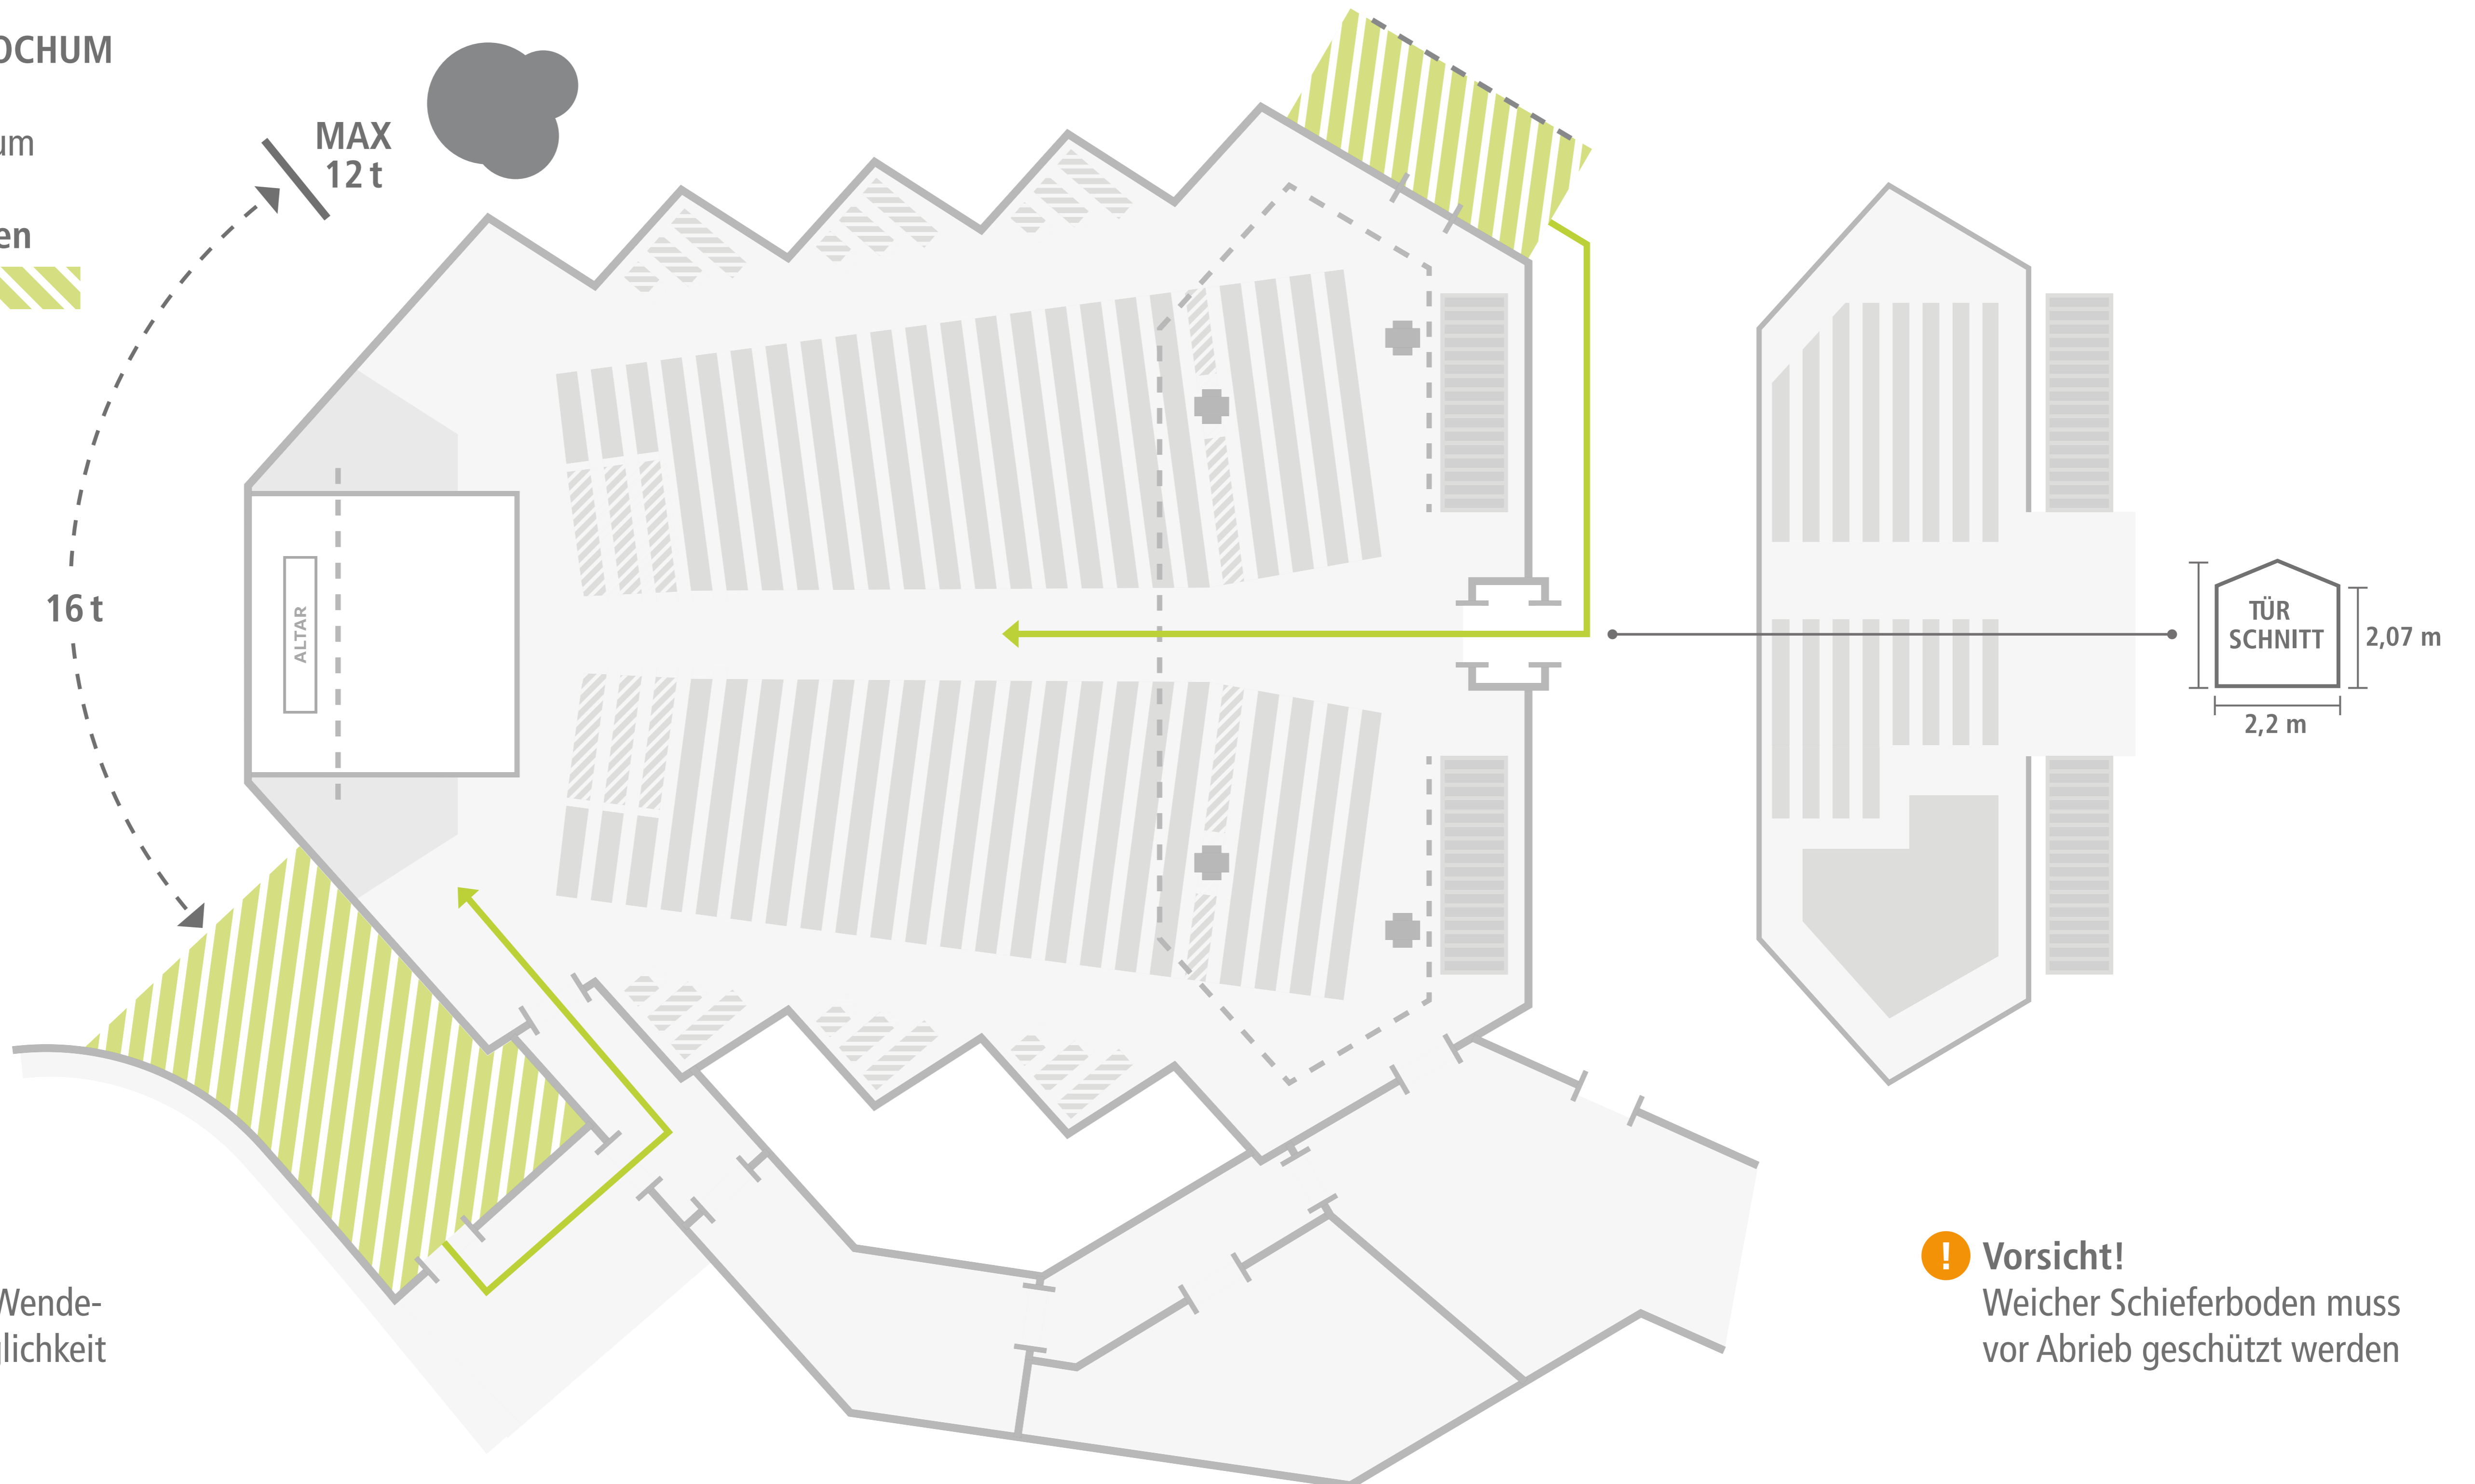 OCHUM
um
en
MAX
12 t
16 t
ALTAR
TÜR
SCHNITT
2,07 m
2,2 m
Wende-
glichkeit
!
Vorsicht!
Weicher Schieferboden muss
vor Abrieb geschützt werden